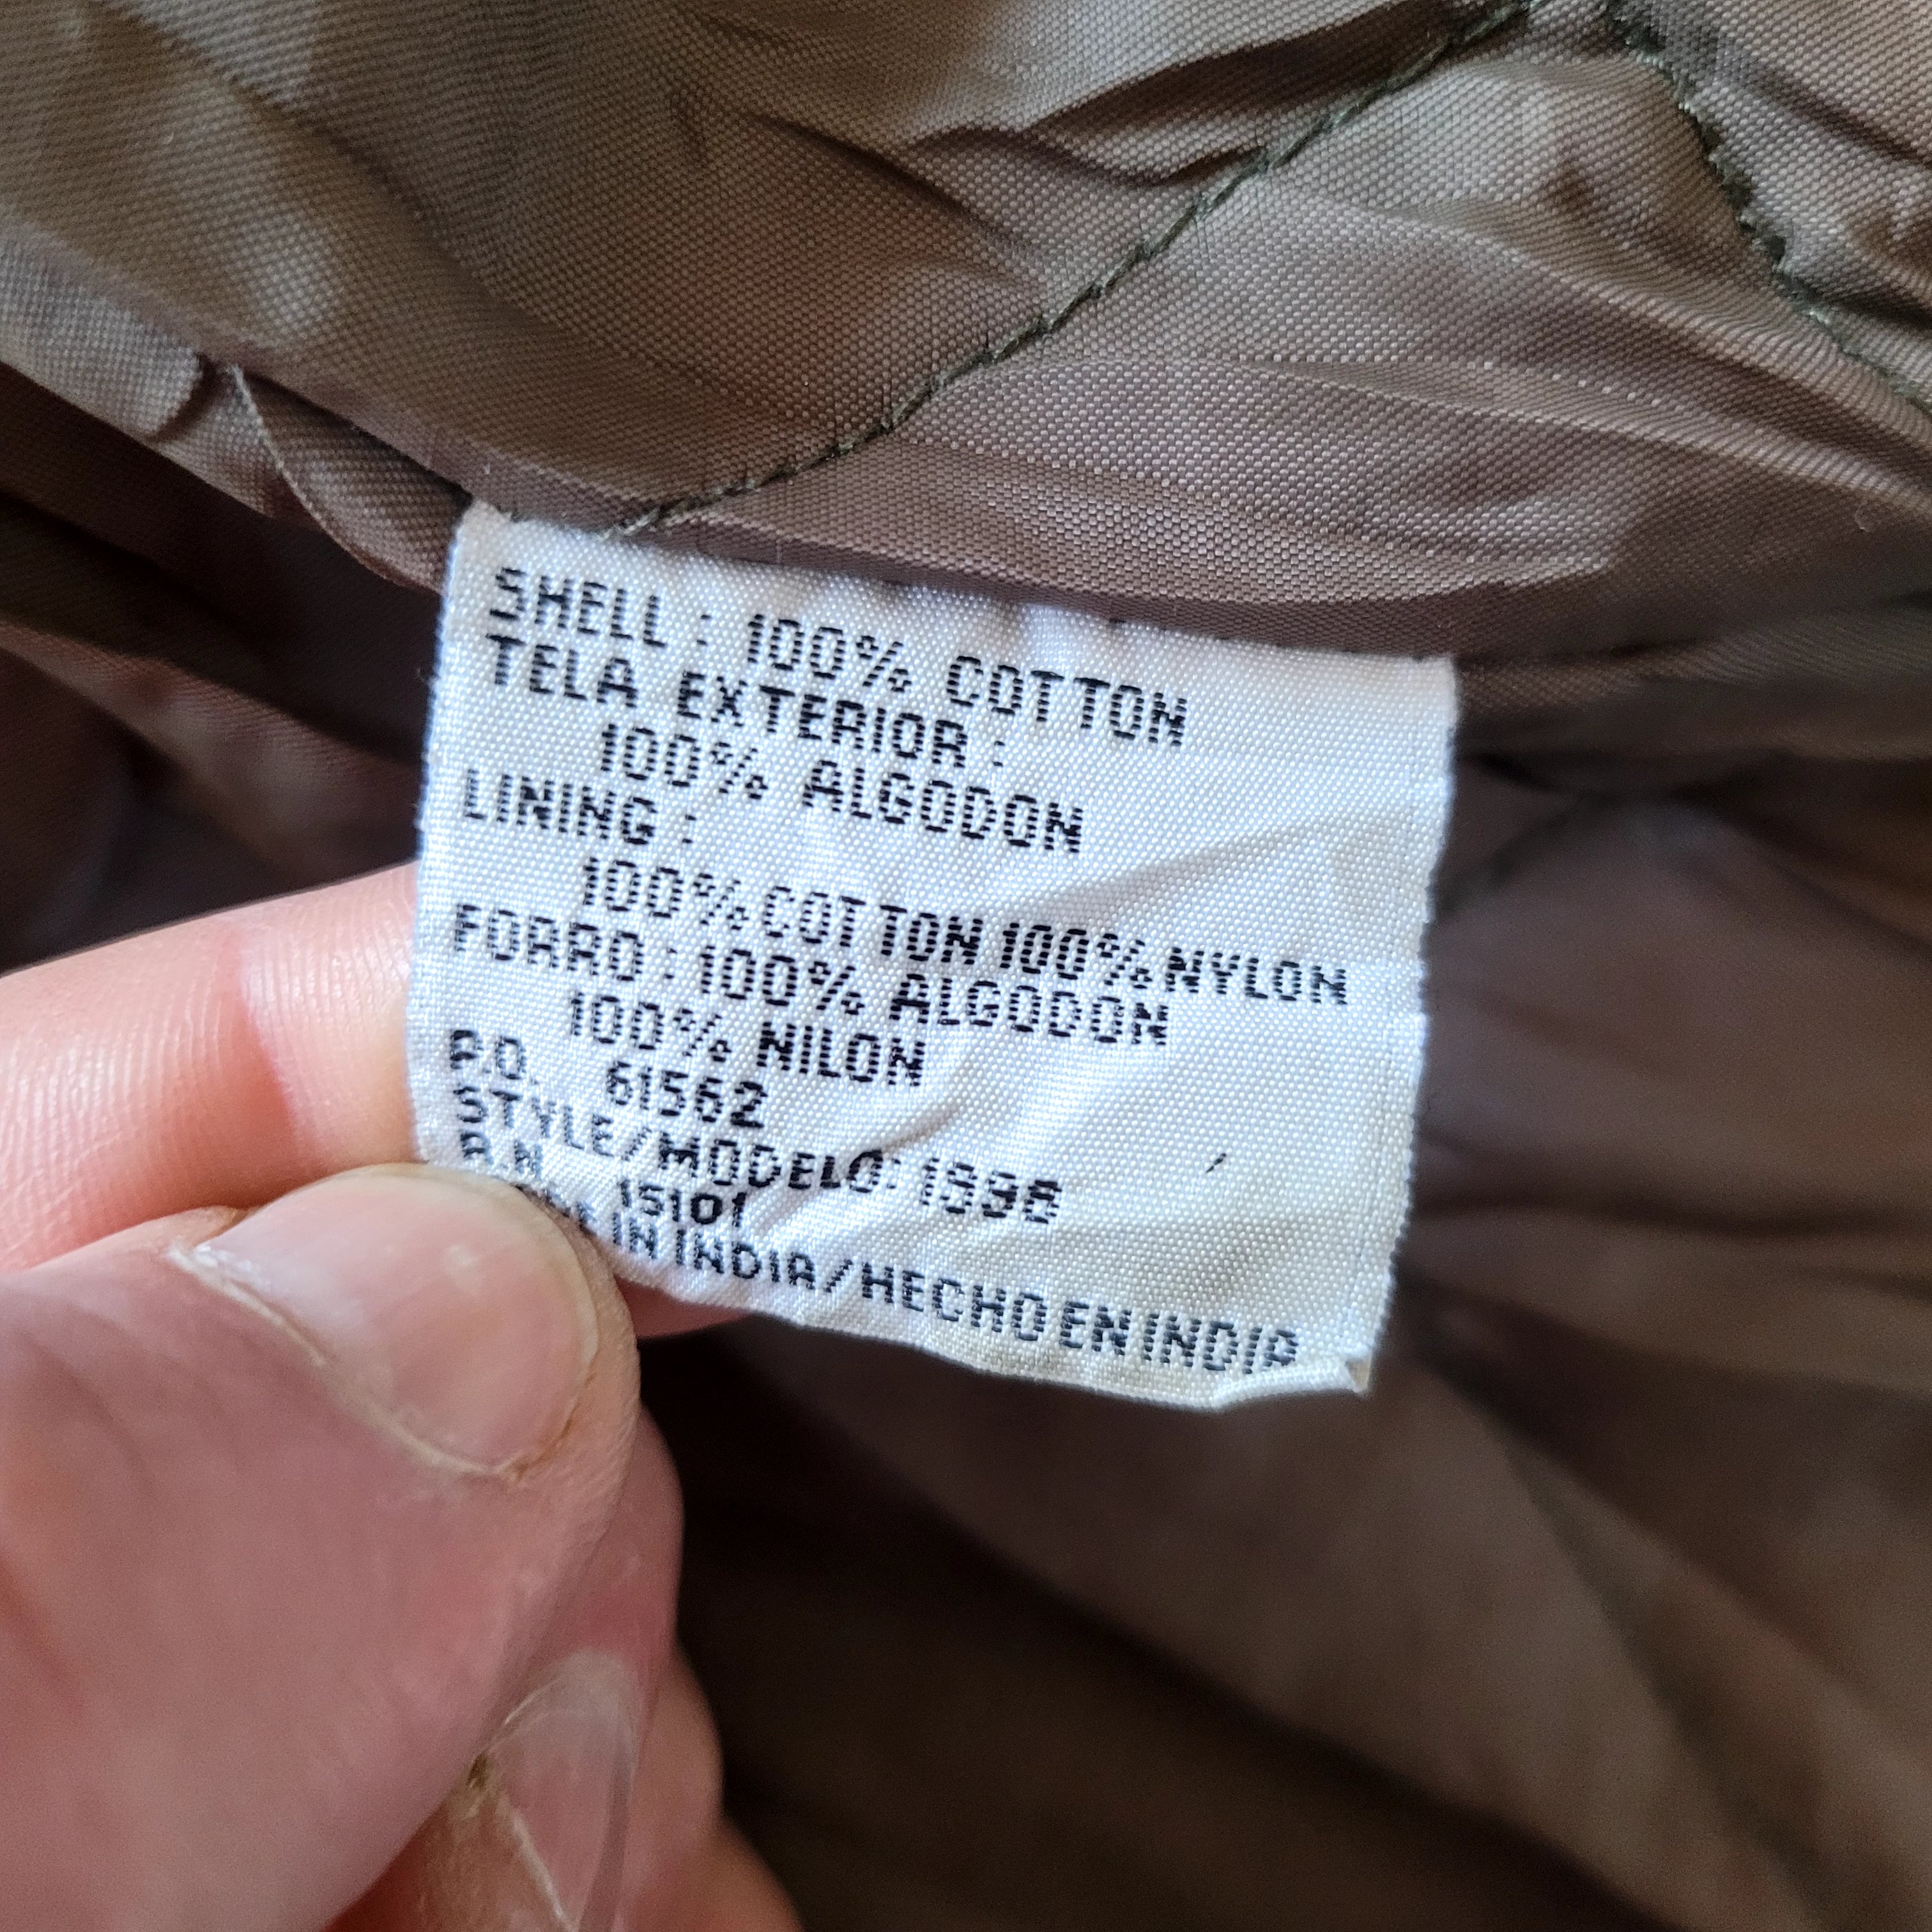 SHELL : 100% COTTON
TELA EXTERIOR :
100% ALGODON
LINING :
100% COTTON 100% NYLON
FORRO : 100% ALGODON
100% NILON
P.O. 61562
STYLE/MODELO: 1998
R.N. 15101
IN INDIA/HECHO EN INDIA